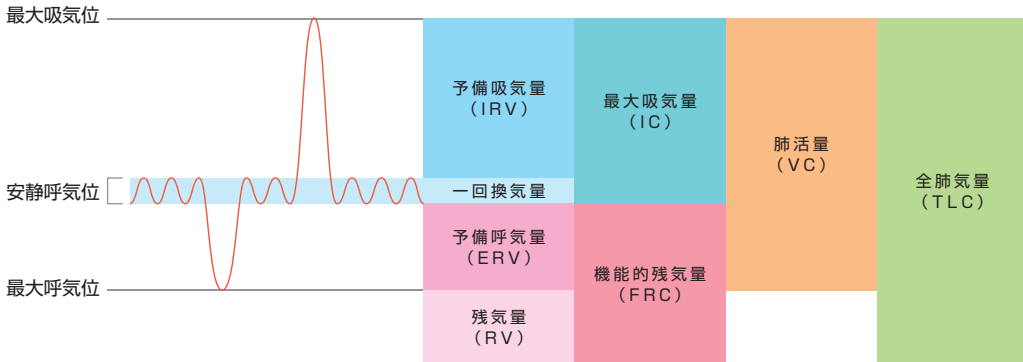 最大吸気位
安静呼気位
最大呼気位
予備吸気量
（IRV）
一回換気量
予備呼気量
（ERV）
残気量
（RV）
最大吸気量
（IC）
機能的残気量
（FRC）
肺活量
（VC）
全肺気量
（TLC）